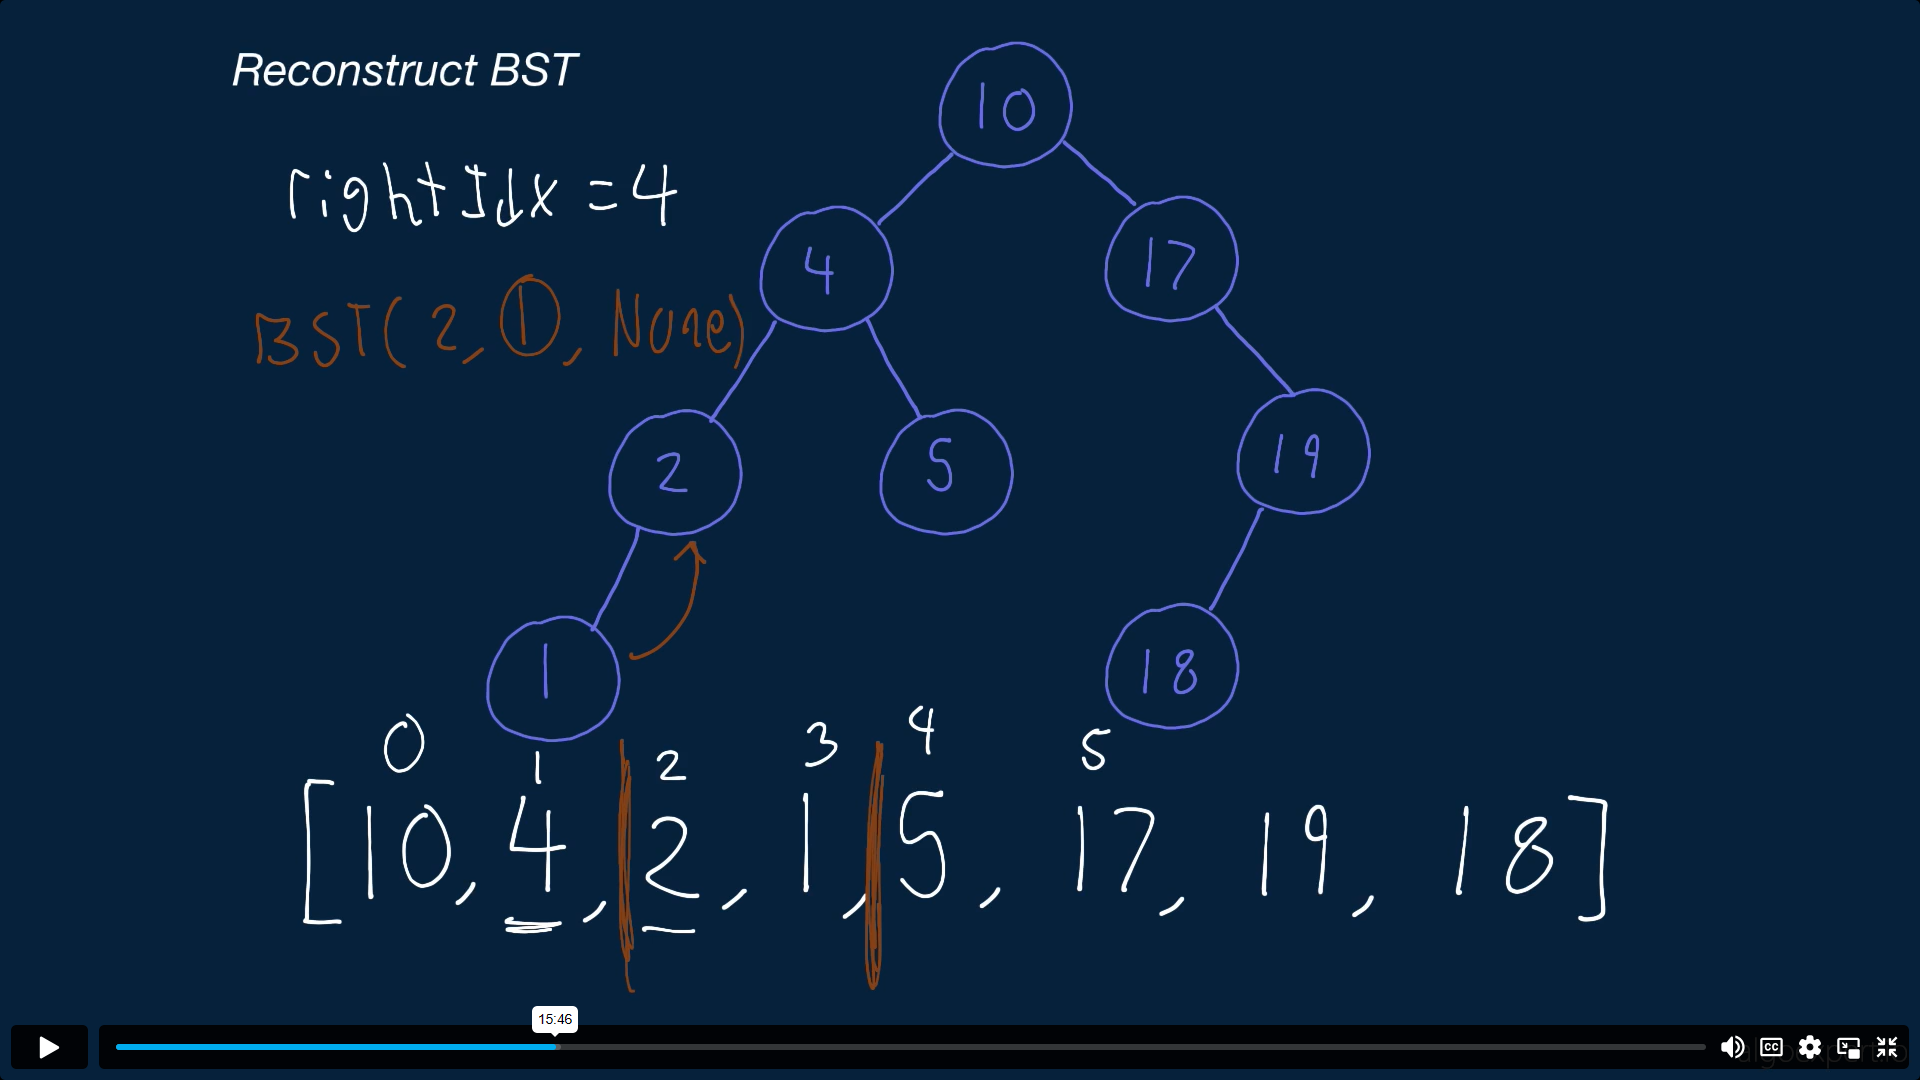 Reconstruct BST
10
rightIdx = 4
4
17
BST(2, 1, None)
2
5
19
1
18
0 1 2 3 4 5
[10, 4, 2, 1, 5, 17, 19, 18]
15:46
CC